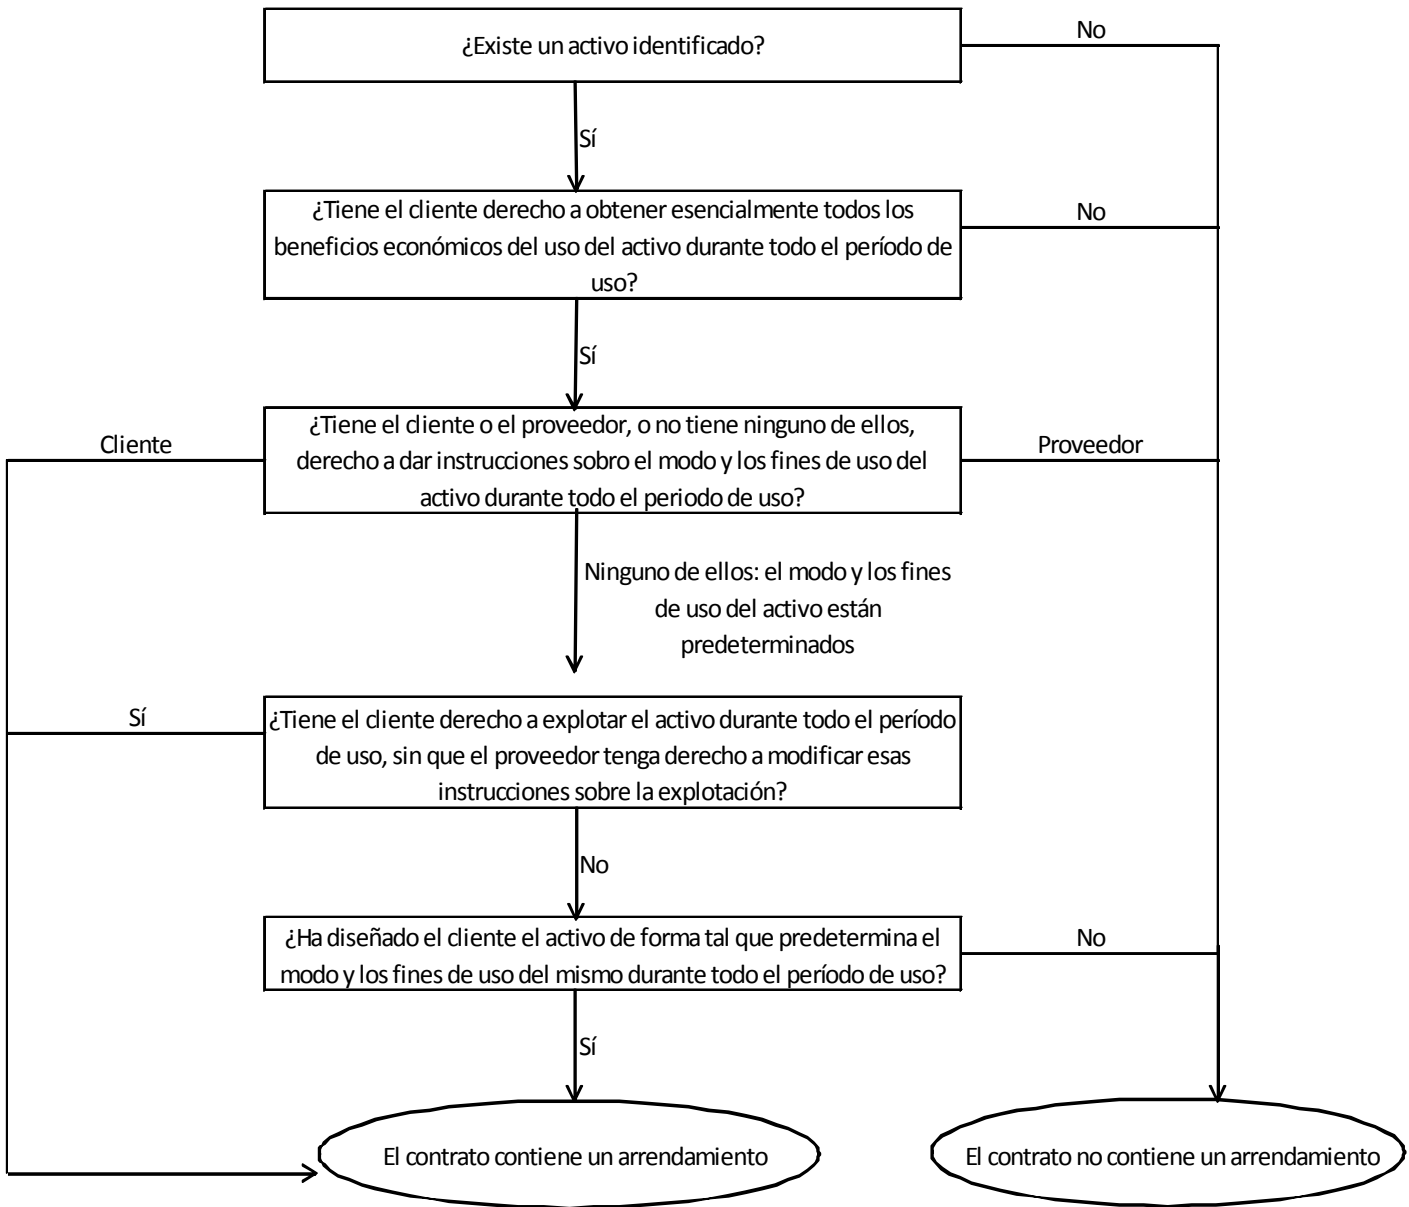 ¿Existe un activo identificado?
No
Sí
¿Tiene el cliente derecho a obtener esencialmente todos los
beneficios económicos del uso del activo durante todo el período de
uso?
No
Sí
¿Tiene el cliente o el proveedor, o no tiene ninguno de ellos,
derecho a dar instrucciones sobro el modo y los fines de uso del
activo durante todo el periodo de uso?
Cliente
Proveedor
Ninguno de ellos: el modo y los fines
de uso del activo están
predeterminados
Sí
¿Tiene el cliente derecho a explotar el activo durante todo el período
de uso, sin que el proveedor tenga derecho a modificar esas
instrucciones sobre la explotación?
No
¿Ha diseñado el cliente el activo de forma tal que predetermina el
modo y los fines de uso del mismo durante todo el período de uso?
No
Sí
El contrato contiene un arrendamiento
El contrato no contiene un arrendamiento